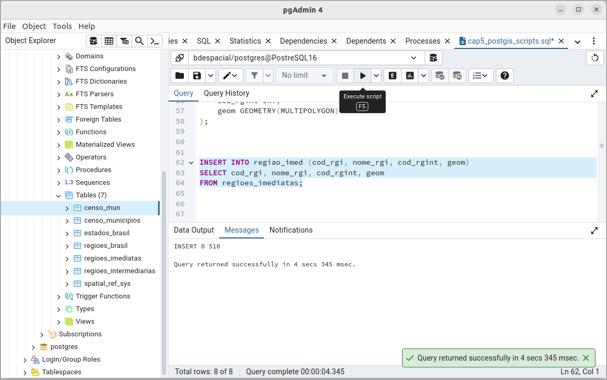 pgAdmin 4
File Object Tools Help
Object Explorer
ies × SQL × Statistics × Dependencies × Dependents × Processes × cap5_postgis_scripts.sql* ×
bdespacial/postgres@PostreSQL16
No limit
Query Query History
Execute script
F5
Domains
FTS Configurations
FTS Dictionaries
FTS Parsers
FTS Templates
Foreign Tables
Functions
Materialized Views
Operators
Procedures
Sequences
Tables (7)
censo_mun
censo_municipios
estados_brasil
regioes_brasil
regioes_imediatas
regioes_intermediarias
spatial_ref_sys
Trigger Functions
Types
Views
Subscriptions
postgres
Login/Group Roles
Tablespaces
57 geom GEOMETRY(MULTIPOLYGON)
58 );
59
60
61
62 INSERT INTO regiao_imed (cod_rgi, nome_rgi, cod_rgint, geom)
63 SELECT cod_rgi, nome_rgi, cod_rgint, geom
64 FROM regioes_imediatas;
65
66
67
Data Output Messages Notifications
INSERT 0 510
Query returned successfully in 4 secs 345 msec.
Query returned successfully in 4 secs 345 msec. ×
Total rows: 8 of 8 Query complete 00:00:04.345 Ln 62, Col 1